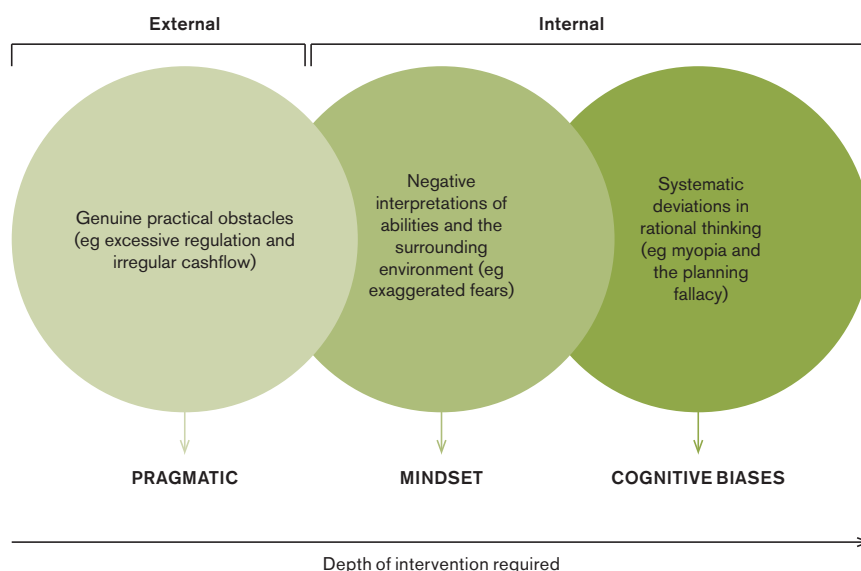 External
Internal
Genuine practical obstacles
(eg excessive regulation and
irregular cashflow)
Negative
interpretations of
abilities and the
surrounding
environment (eg
exaggerated fears)
Systematic
deviations in
rational thinking
(eg myopia and
the planning
fallacy)
PRAGMATIC
MINDSET
COGNITIVE BIASES
Depth of intervention required